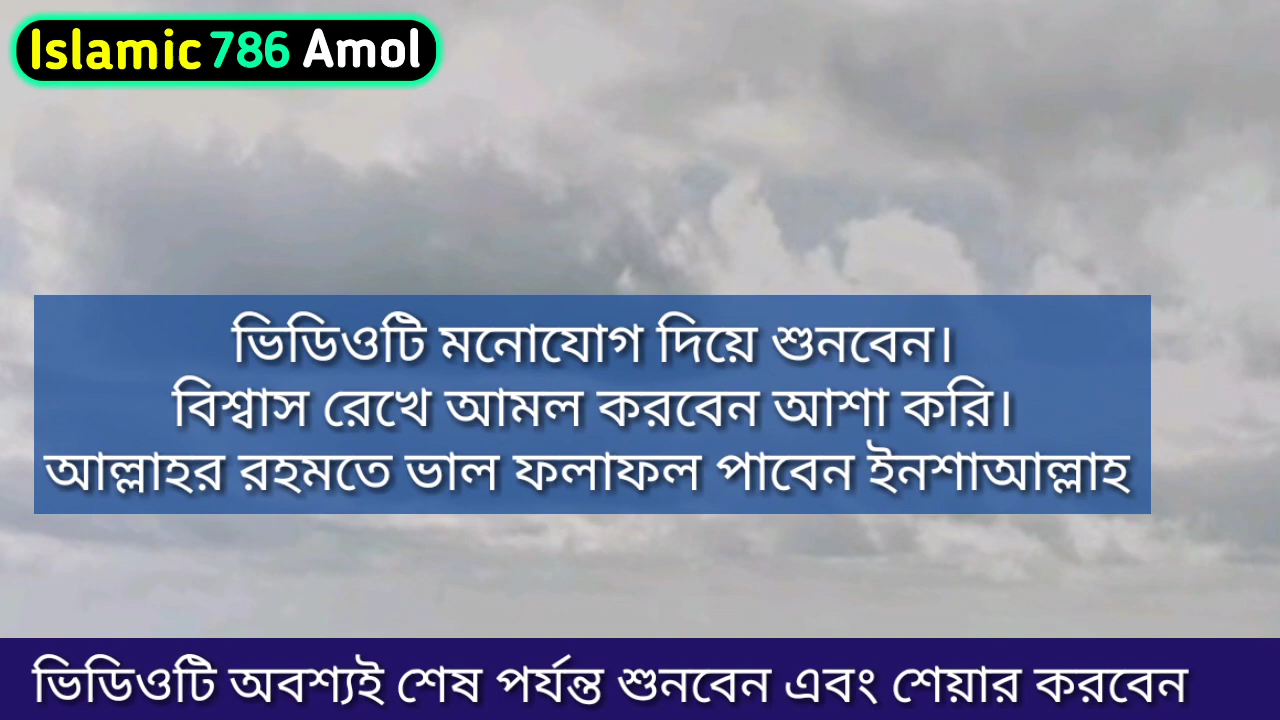 Islamic 786 Amol
ভিডিওটি মনোযোগ দিয়ে শুনবেন।
বিশ্বাস রেখে আমল করবেন আশা করি।
আল্লাহর রহমতে ভাল ফলাফল পাবেন ইনশাআল্লাহ
ভিডিওটি অবশ্যই শেষ পর্যন্ত শুনবেন এবং শেয়ার করবেন